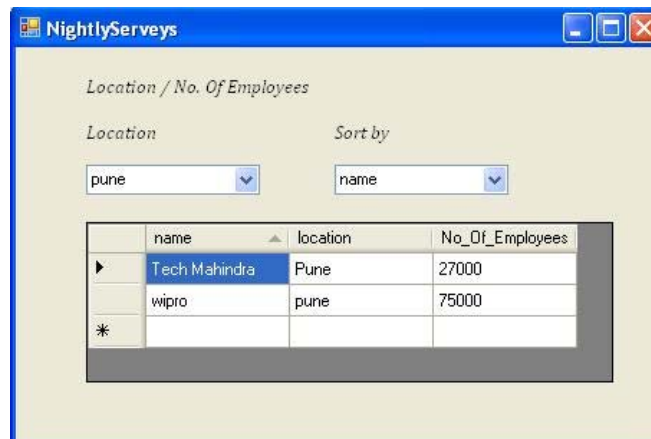 NightlyServeys
Location / No. Of Employees
Location Sort by
pune name
name location No_Of_Employees
Tech Mahindra Pune 27000
wipro pune 75000